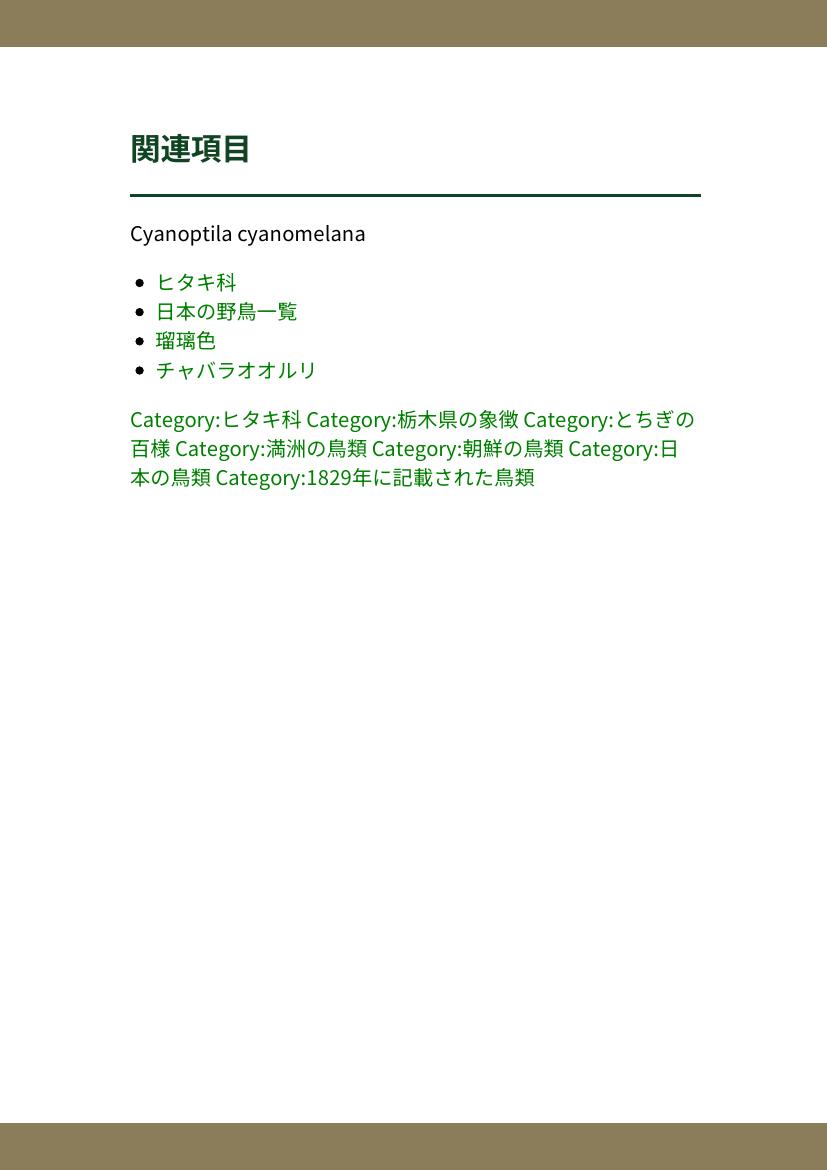 関連項目
Cyanoptila cyanomelana
ヒタキ科
日本の野鳥一覧
瑠璃色
チャバラオオルリ
Category:ヒタキ科 Category:栃木県の象徴 Category:とちぎの
百様 Category:満洲の鳥類 Category:朝鮮の鳥類 Category:日
本の鳥類 Category:1829年に記載された鳥類